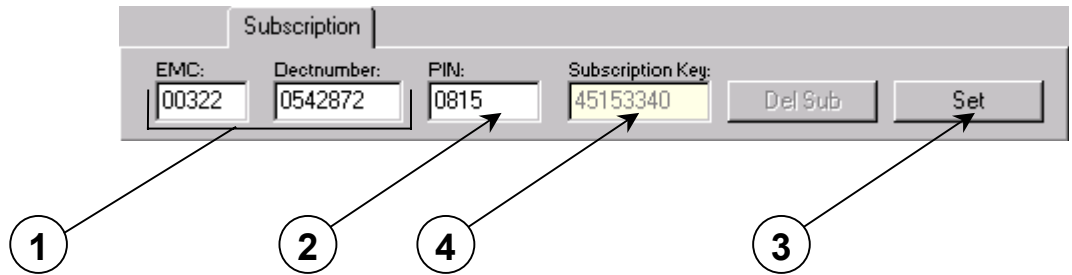 Subscription
EMC: Dectnumber: PIN: Subscription Key:
00322 0542872 0815 45153340 Del Sub Set
1 2 4 3